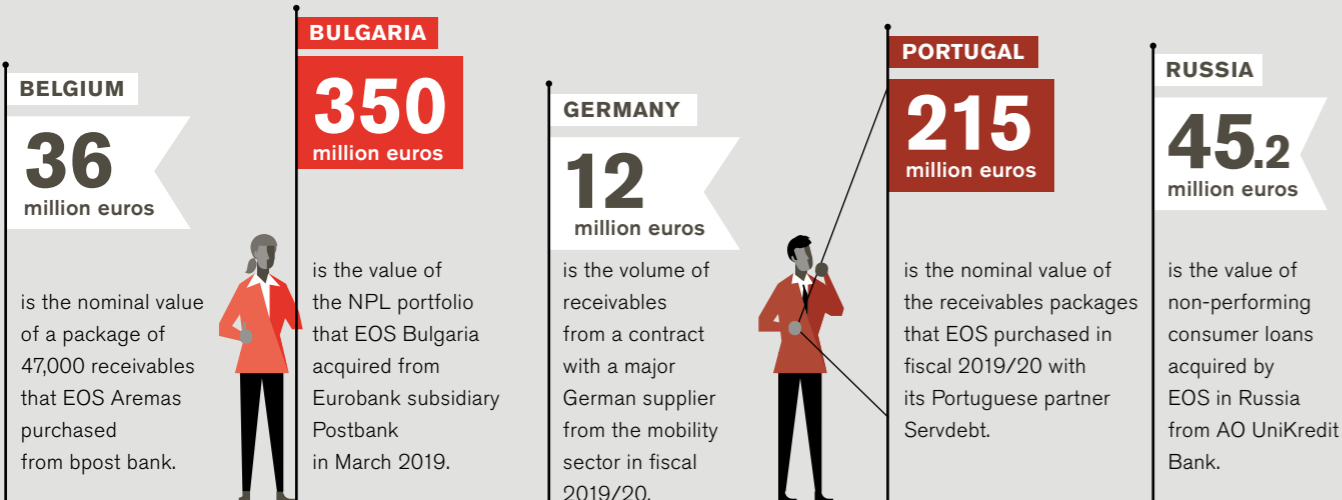 BELGIUM
36
million euros
is the nominal value
of a package of
47,000 receivables
that EOS Aremas
purchased
from bpost bank.
BULGARIA
350
million euros
is the value of
the NPL portfolio
that EOS Bulgaria
acquired from
Eurobank subsidiary
Postbank
in March 2019.
GERMANY
12
million euros
is the volume of
receivables
from a contract
with a major
German supplier
from the mobility
sector in fiscal
2019/20.
PORTUGAL
215
million euros
is the nominal value of
the receivables packages
that EOS purchased in
fiscal 2019/20 with
its Portuguese partner
Servdebt.
RUSSIA
45.2
million euros
is the value of
non-performing
consumer loans
acquired by
EOS in Russia
from AO UniKredit
Bank.